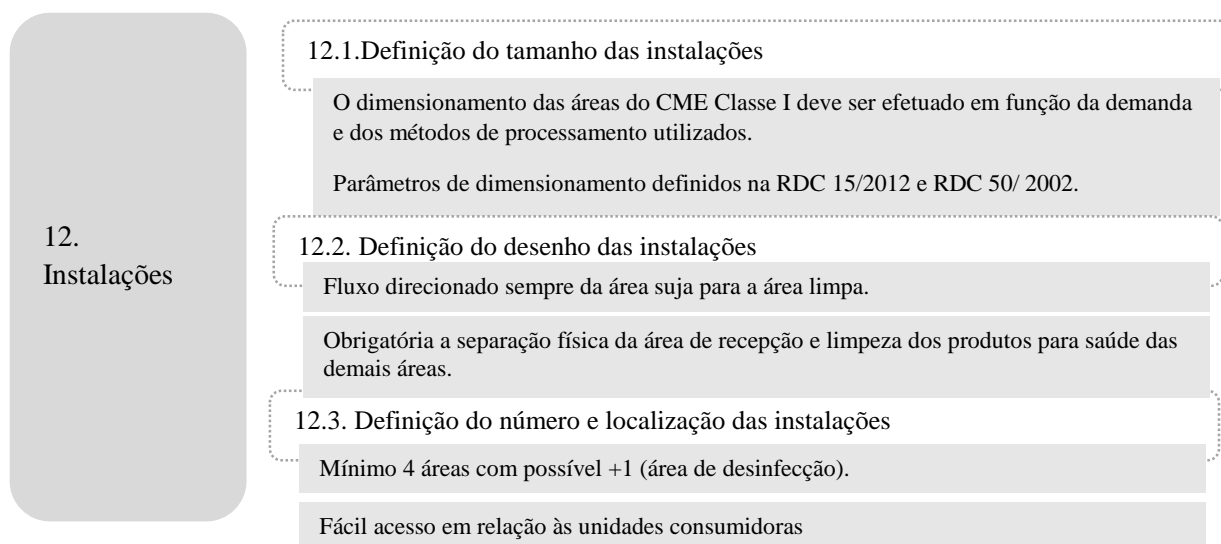 12.
Instalações
12.1.Definição do tamanho das instalações
O dimensionamento das áreas do CME Classe I deve ser efetuado em função da demanda
e dos métodos de processamento utilizados.
Parâmetros de dimensionamento definidos na RDC 15/2012 e RDC 50/ 2002.
12.2. Definição do desenho das instalações
Fluxo direcionado sempre da área suja para a área limpa.
Obrigatória a separação física da área de recepção e limpeza dos produtos para saúde das
demais áreas.
12.3. Definição do número e localização das instalações
Mínimo 4 áreas com possível +1 (área de desinfecção).
Fácil acesso em relação às unidades consumidoras